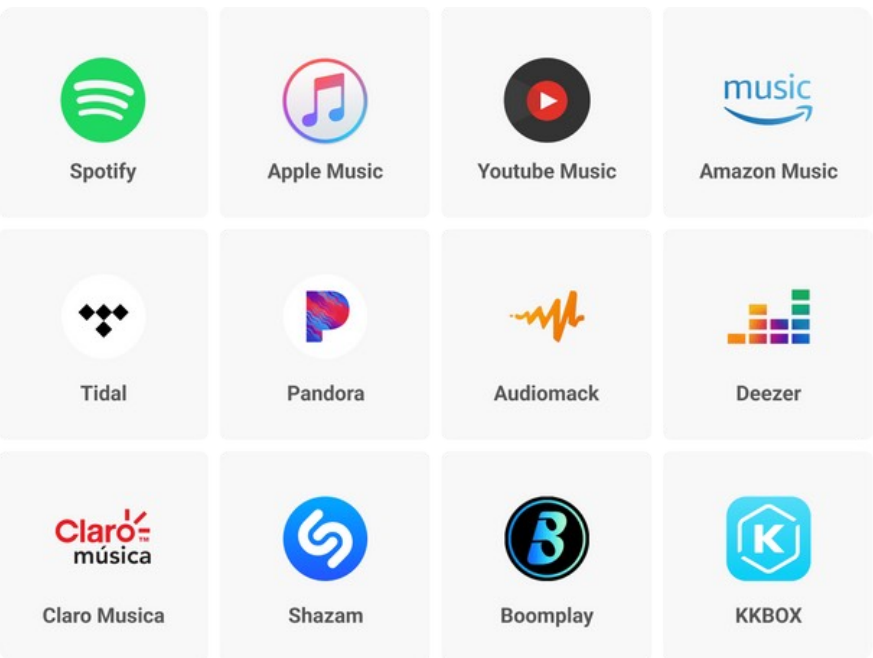 Spotify
Apple Music
Youtube Music
music
Amazon Music
Tidal
Pandora
Audiomack
Deezer
Claro
TM
música
Claro Musica
Shazam
B
Boomplay
K
KKBOX